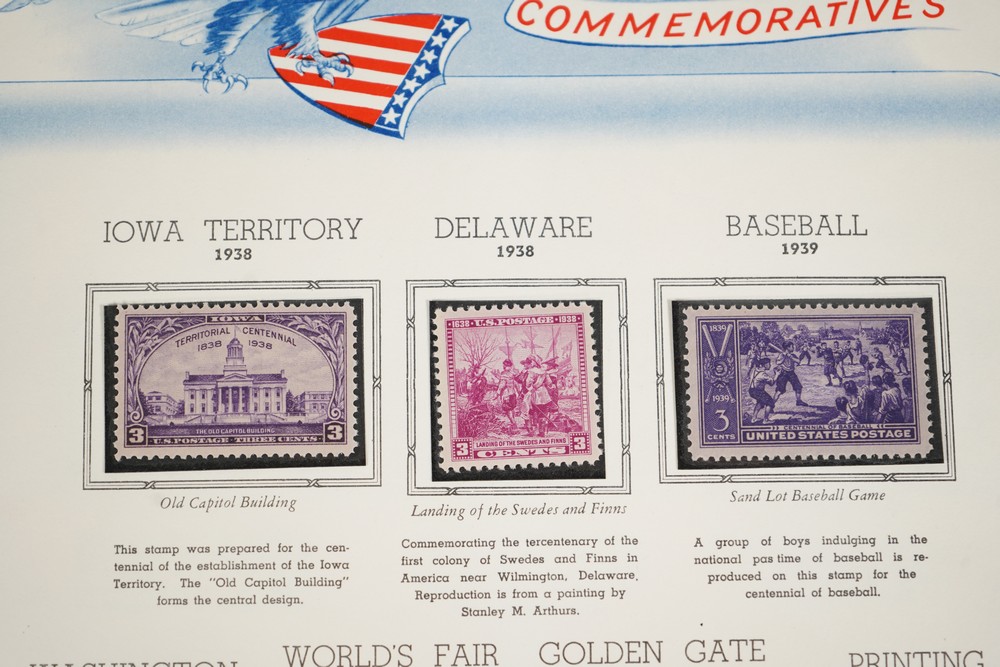 COMMEMORATIVES
IOWA TERRITORY
1938
IOWA
TERRITORIAL CENTENNIAL
1838 1938
THE OLD CAPITOL BUILDING
3 3
U.S. POSTAGE · THREE CENTS
Old Capitol Building
This stamp was prepared for the cen-
tennial of the establishment of the Iowa
Territory. The "Old Capitol Building"
forms the central design.
DELAWARE
1938
1638 · U.S. POSTAGE · 1938
LANDING OF THE SWEDES AND FINNS
3 CENTS 3
Landing of the Swedes and Finns
Commemorating the tercentenary of the
first colony of Swedes and Finns in
America near Wilmington, Delaware,
Reproduction is from a painting by
Stanley M. Arthurs.
BASEBALL
1939
1839
1939
3
CENTS
CENTENNIAL OF BASEBALL
UNITED STATES POSTAGE
Sand Lot Baseball Game
A group of boys indulging in the
national pas time of baseball is re-
produced on this stamp for the
centennial of baseball.
WASHINGTON
WORLD'S FAIR
GOLDEN GATE
PRINTING